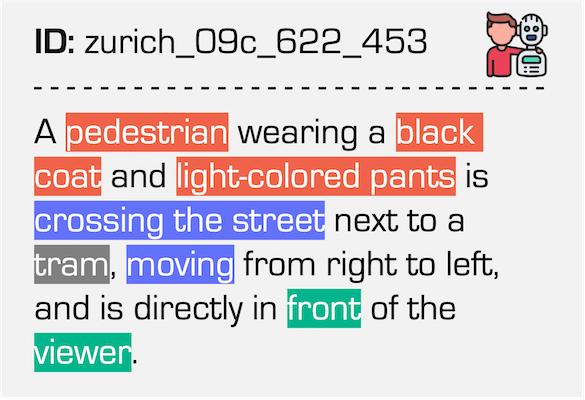 ID: zurich_09c_622_453
A pedestrian wearing a black
coat and light-colored pants is
crossing the street next to a
tram, moving from right to left,
and is directly in front of the
viewer.